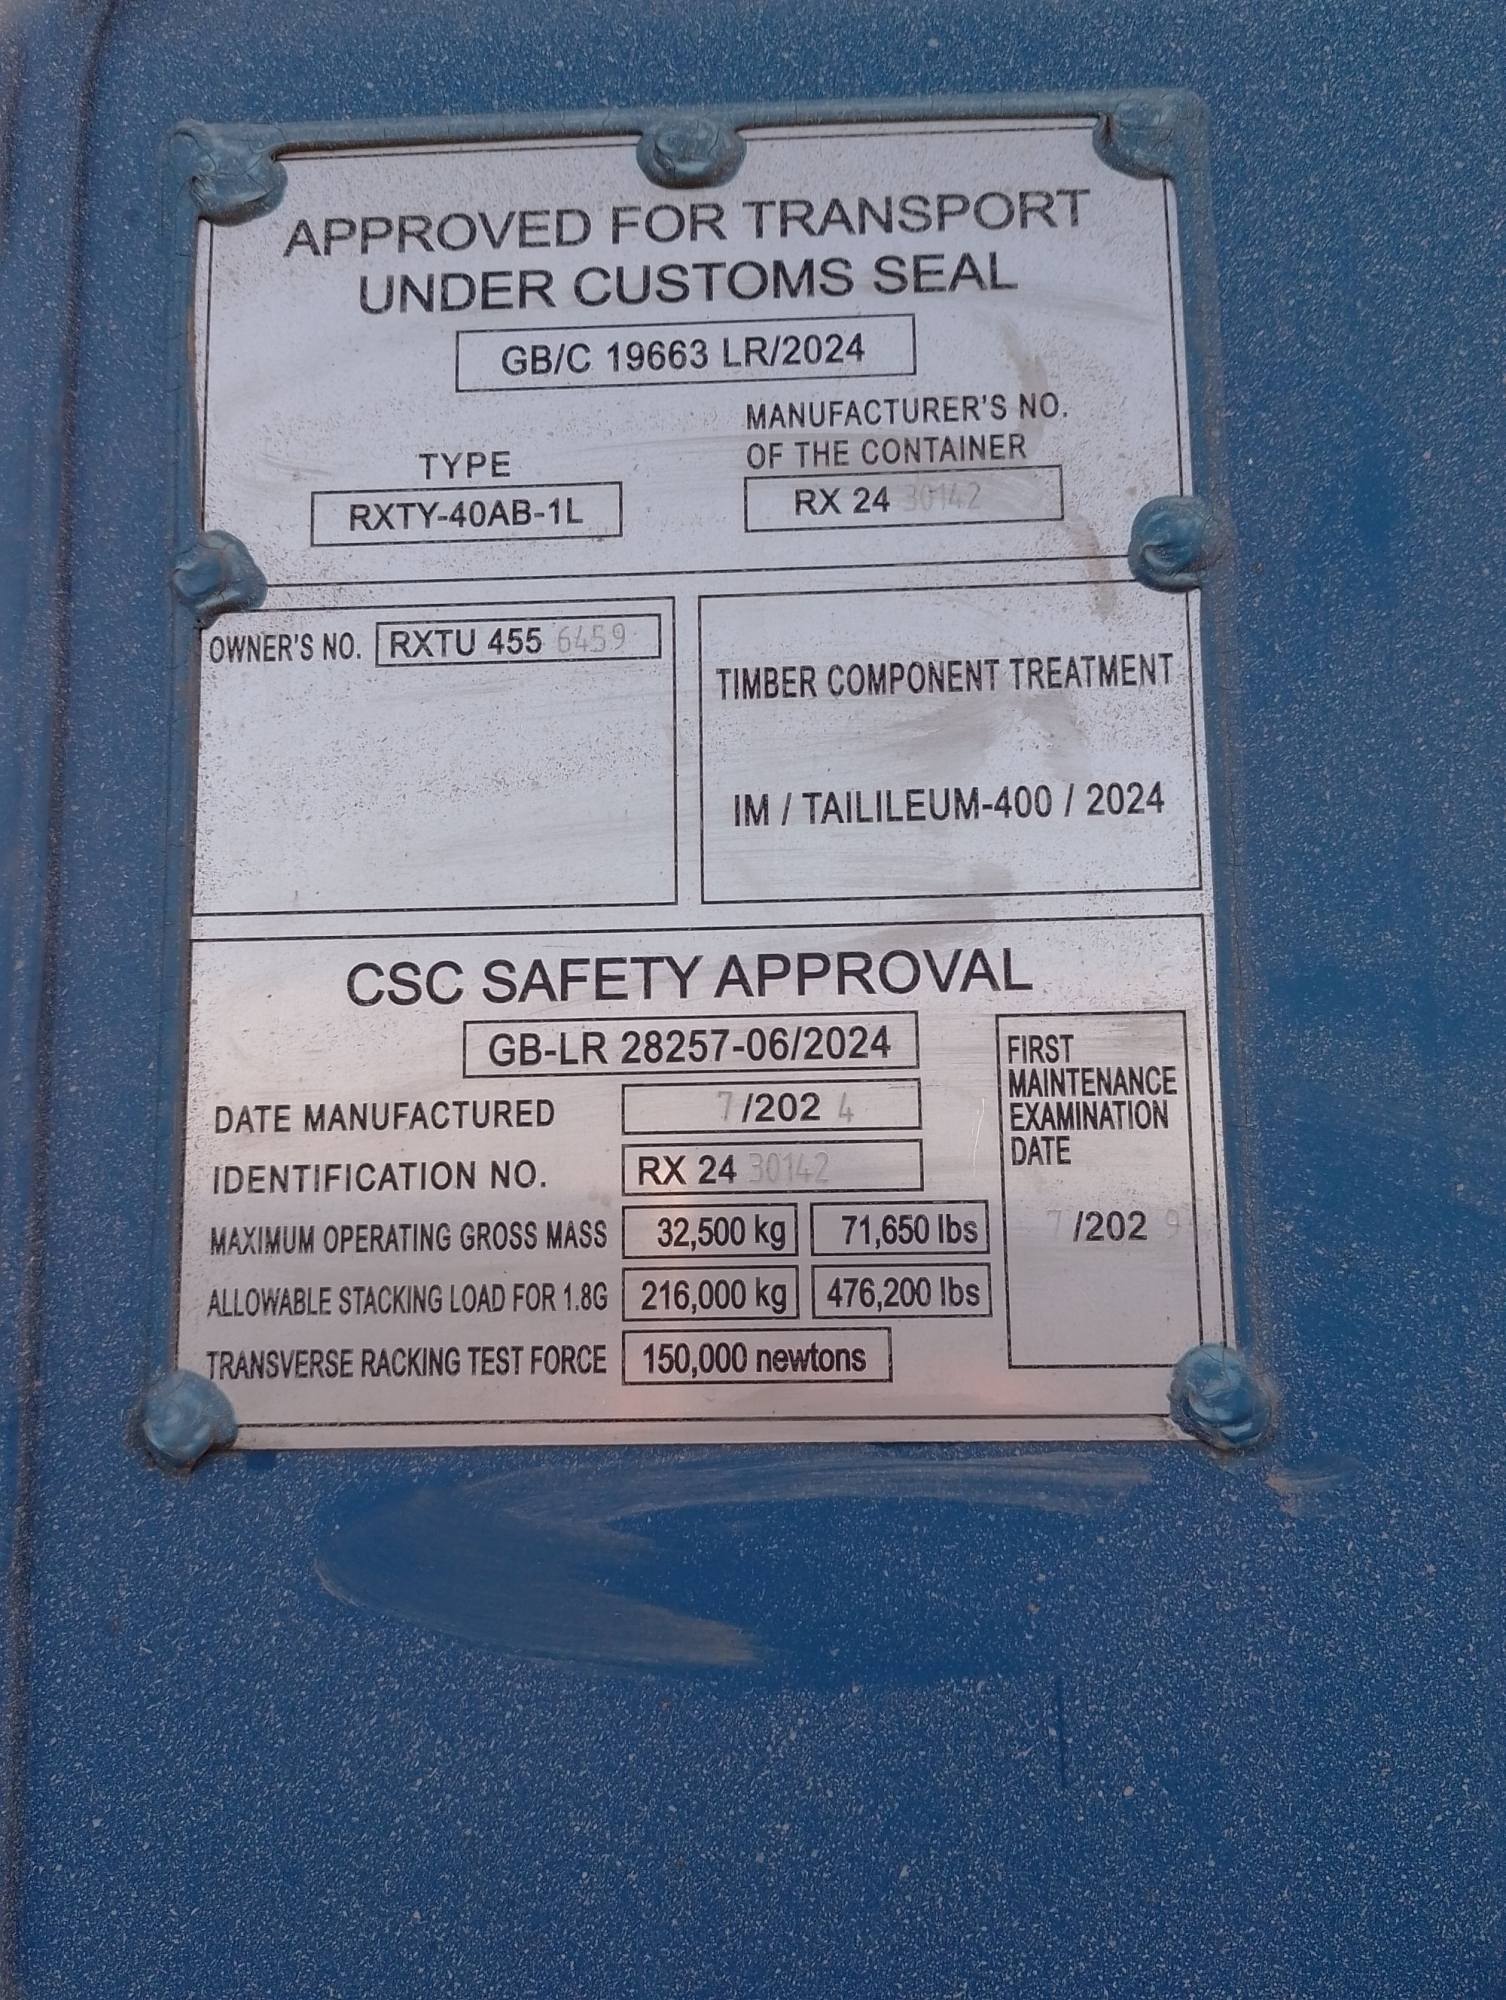 APPROVED FOR TRANSPORT
UNDER CUSTOMS SEAL
GB/C 19663 LR/2024
MANUFACTURER'S NO.
OF THE CONTAINER
TYPE
RXTY-40AB-1L
RX 24 30142
OWNER'S NO. RXTU 455 6459
TIMBER COMPONENT TREATMENT
IM / TAILILEUM-400 / 2024
CSC SAFETY APPROVAL
GB-LR 28257-06/2024
DATE MANUFACTURED 7/202 4
IDENTIFICATION NO. RX 24 30142
MAXIMUM OPERATING GROSS MASS 32,500 kg 71,650 lbs
ALLOWABLE STACKING LOAD FOR 1.8G 216,000 kg 476,200 lbs
TRANSVERSE RACKING TEST FORCE 150,000 newtons
FIRST
MAINTENANCE
EXAMINATION
DATE
7/202 9